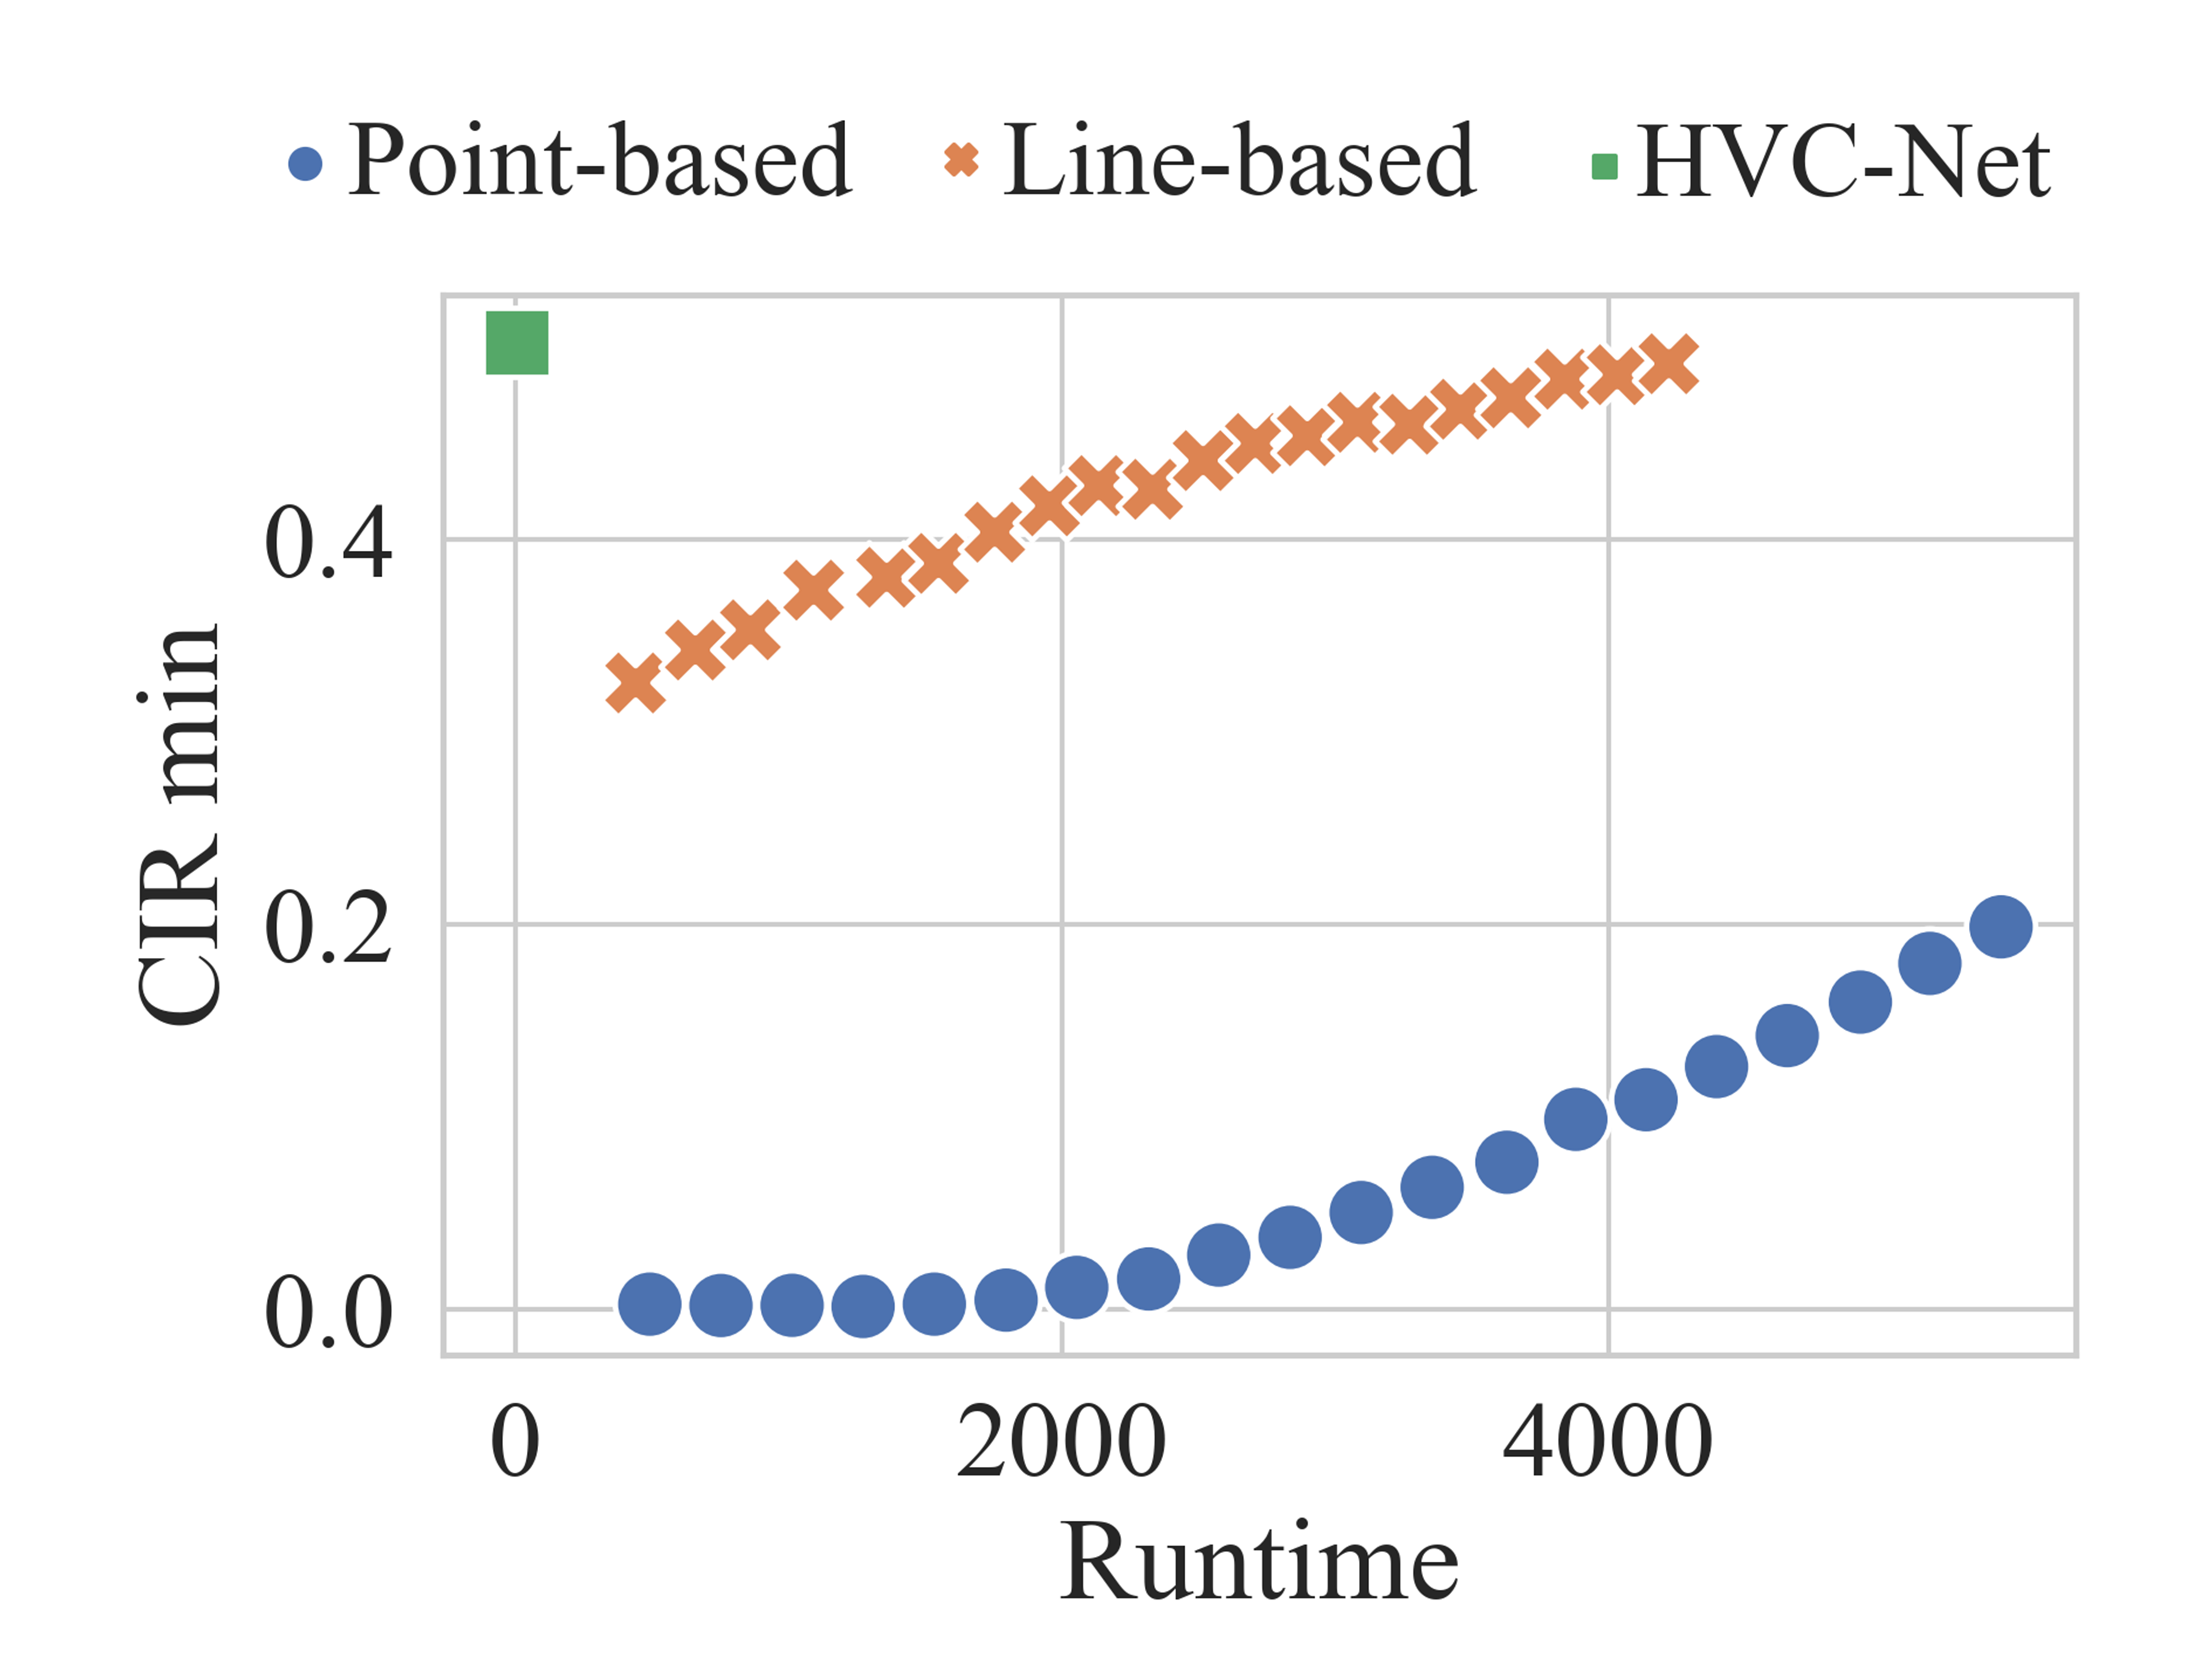 Point-based Line-based HVC-Net
CIR min
0.4
0.2
0.0
0 2000 4000
Runtime